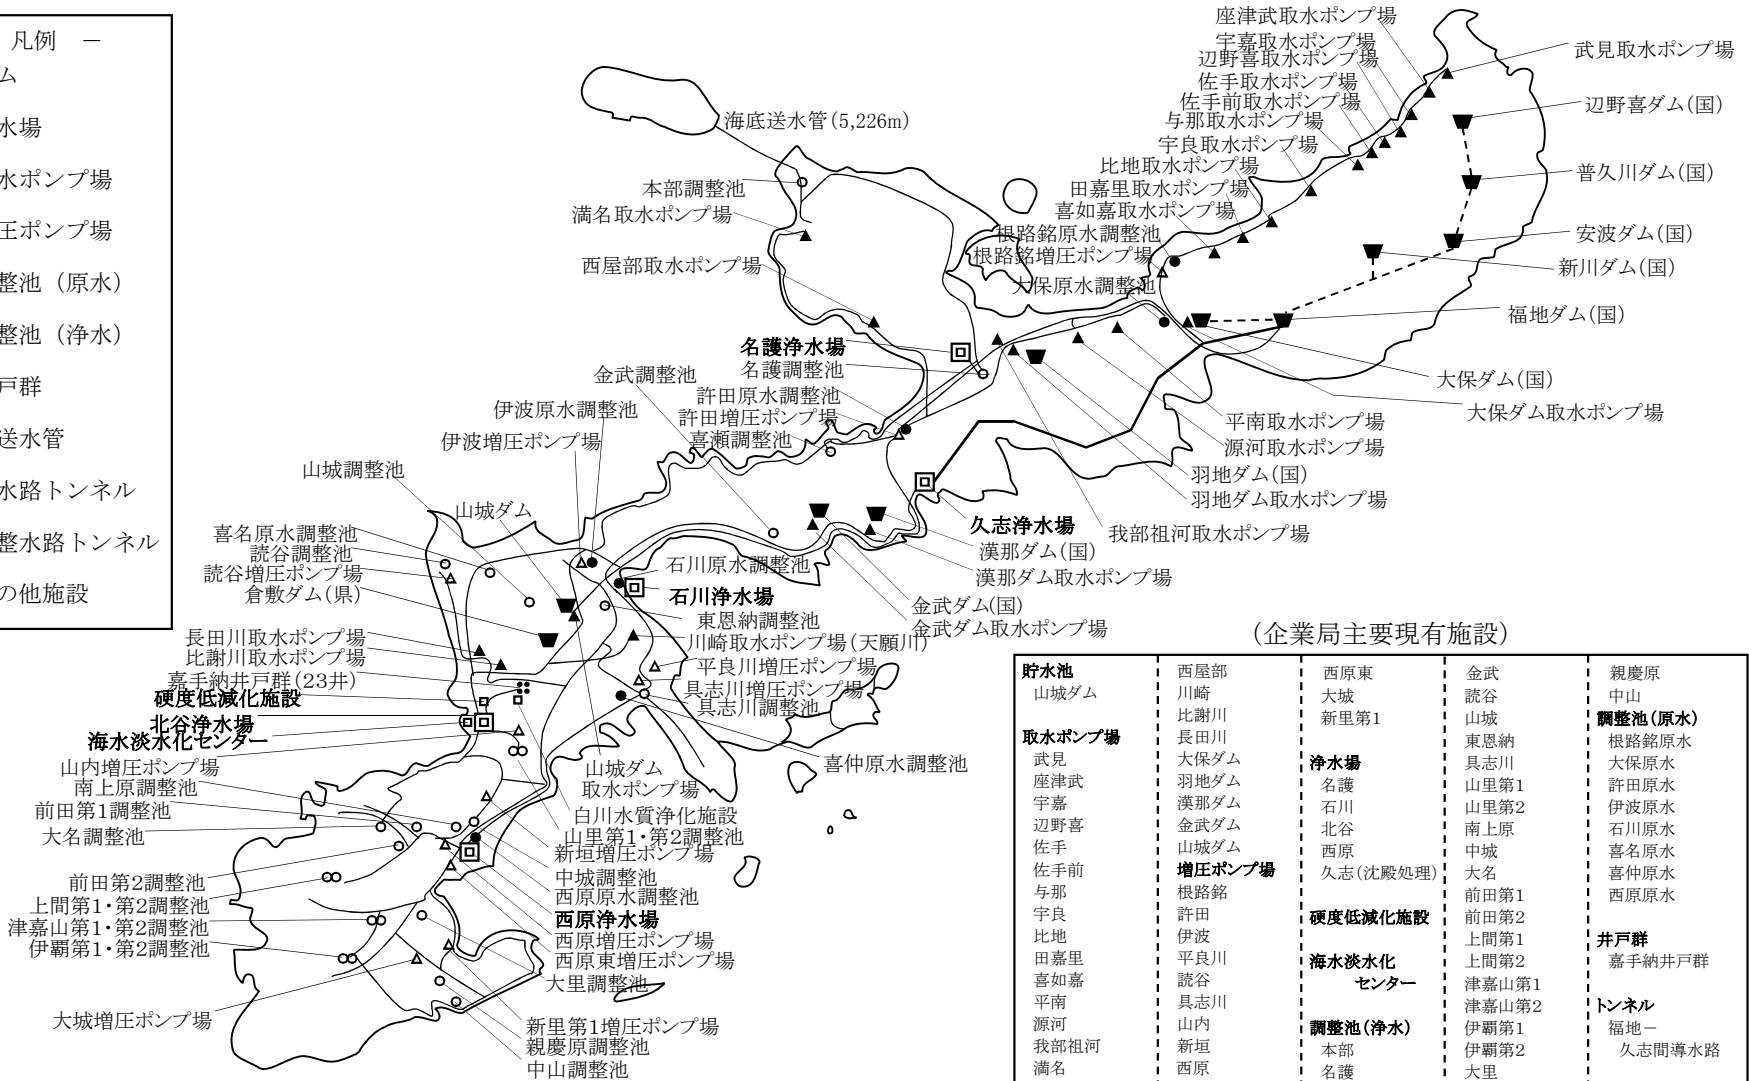 凡例 －
ム
水場
水ポンプ場
圧ポンプ場
整池（原水）
整池（浄水）
戸群
送水管
水路トンネル
整水路トンネル
の他施設
座津武取水ポンプ場
宇嘉取水ポンプ場
辺野喜取水ポンプ場
佐手取水ポンプ場
佐手前取水ポンプ場
与那取水ポンプ場
宇良取水ポンプ場
比地取水ポンプ場
田嘉里取水ポンプ場
喜如嘉取水ポンプ場
根路銘原水調整池
根路銘増圧ポンプ場
大保原水調整池
武見取水ポンプ場
辺野喜ダム(国)
普久川ダム(国)
安波ダム(国)
新川ダム(国)
福地ダム(国)
大保ダム(国)
大保ダム取水ポンプ場
平南取水ポンプ場
源河取水ポンプ場
羽地ダム(国)
羽地ダム取水ポンプ場
我部祖河取水ポンプ場
海底送水管(5,226m)
本部調整池
満名取水ポンプ場
西屋部取水ポンプ場
名護浄水場
名護調整池
金武調整池
許田原水調整池
許田増圧ポンプ場
喜瀬調整池
伊波原水調整池
伊波増圧ポンプ場
山城調整池
山城ダム
喜名原水調整池
読谷調整池
読谷増圧ポンプ場
倉敷ダム(県)
長田川取水ポンプ場
比謝川取水ポンプ場
嘉手納井戸群(23井)
硬度低減化施設
北谷浄水場
海水淡水化センター
山内増圧ポンプ場
南上原調整池
前田第1調整池
大名調整池
前田第2調整池
上間第1・第2調整池
津嘉山第1・第2調整池
伊覇第1・第2調整池
大城増圧ポンプ場
久志浄水場
漢那ダム(国)
漢那ダム取水ポンプ場
金武ダム(国)
金武ダム取水ポンプ場
石川原水調整池
石川浄水場
東恩納調整池
川崎取水ポンプ場(天願川)
平良川増圧ポンプ場
具志川増圧ポンプ場
具志川調整池
喜仲原水調整池
山城ダム
取水ポンプ場
白川水質浄化施設
山里第1・第2調整池
新垣増圧ポンプ場
中城調整池
西原原水調整池
西原浄水場
西原増圧ポンプ場
西原東増圧ポンプ場
大里調整池
新里第1増圧ポンプ場
親慶原調整池
中山調整池
(企業局主要現有施設)
貯水池
山城ダム
取水ポンプ場
武見
座津武
宇嘉
辺野喜
佐手
佐手前
与那
宇良
比地
田嘉里
喜如嘉
平南
源河
我部祖河
満名
西屋部
川崎
比謝川
長田川
大保ダム
羽地ダム
漢那ダム
金武ダム
山城ダム
増圧ポンプ場
根路銘
許田
伊波
平良川
読谷
具志川
山内
新垣
西原
西原東
大城
新里第1
浄水場
名護
石川
北谷
西原
久志(沈殿処理)
硬度低減化施設
海水淡水化
センター
調整池(浄水)
本部
名護
金武
読谷
山城
東恩納
具志川
山里第1
山里第2
南上原
中城
大名
前田第1
前田第2
上間第1
上間第2
津嘉山第1
津嘉山第2
伊覇第1
伊覇第2
大里
親慶原
中山
調整池(原水)
根路銘原水
大保原水
許田原水
伊波原水
石川原水
喜名原水
喜仲原水
西原原水
井戸群
嘉手納井戸群
トンネル
福地－
久志間導水路